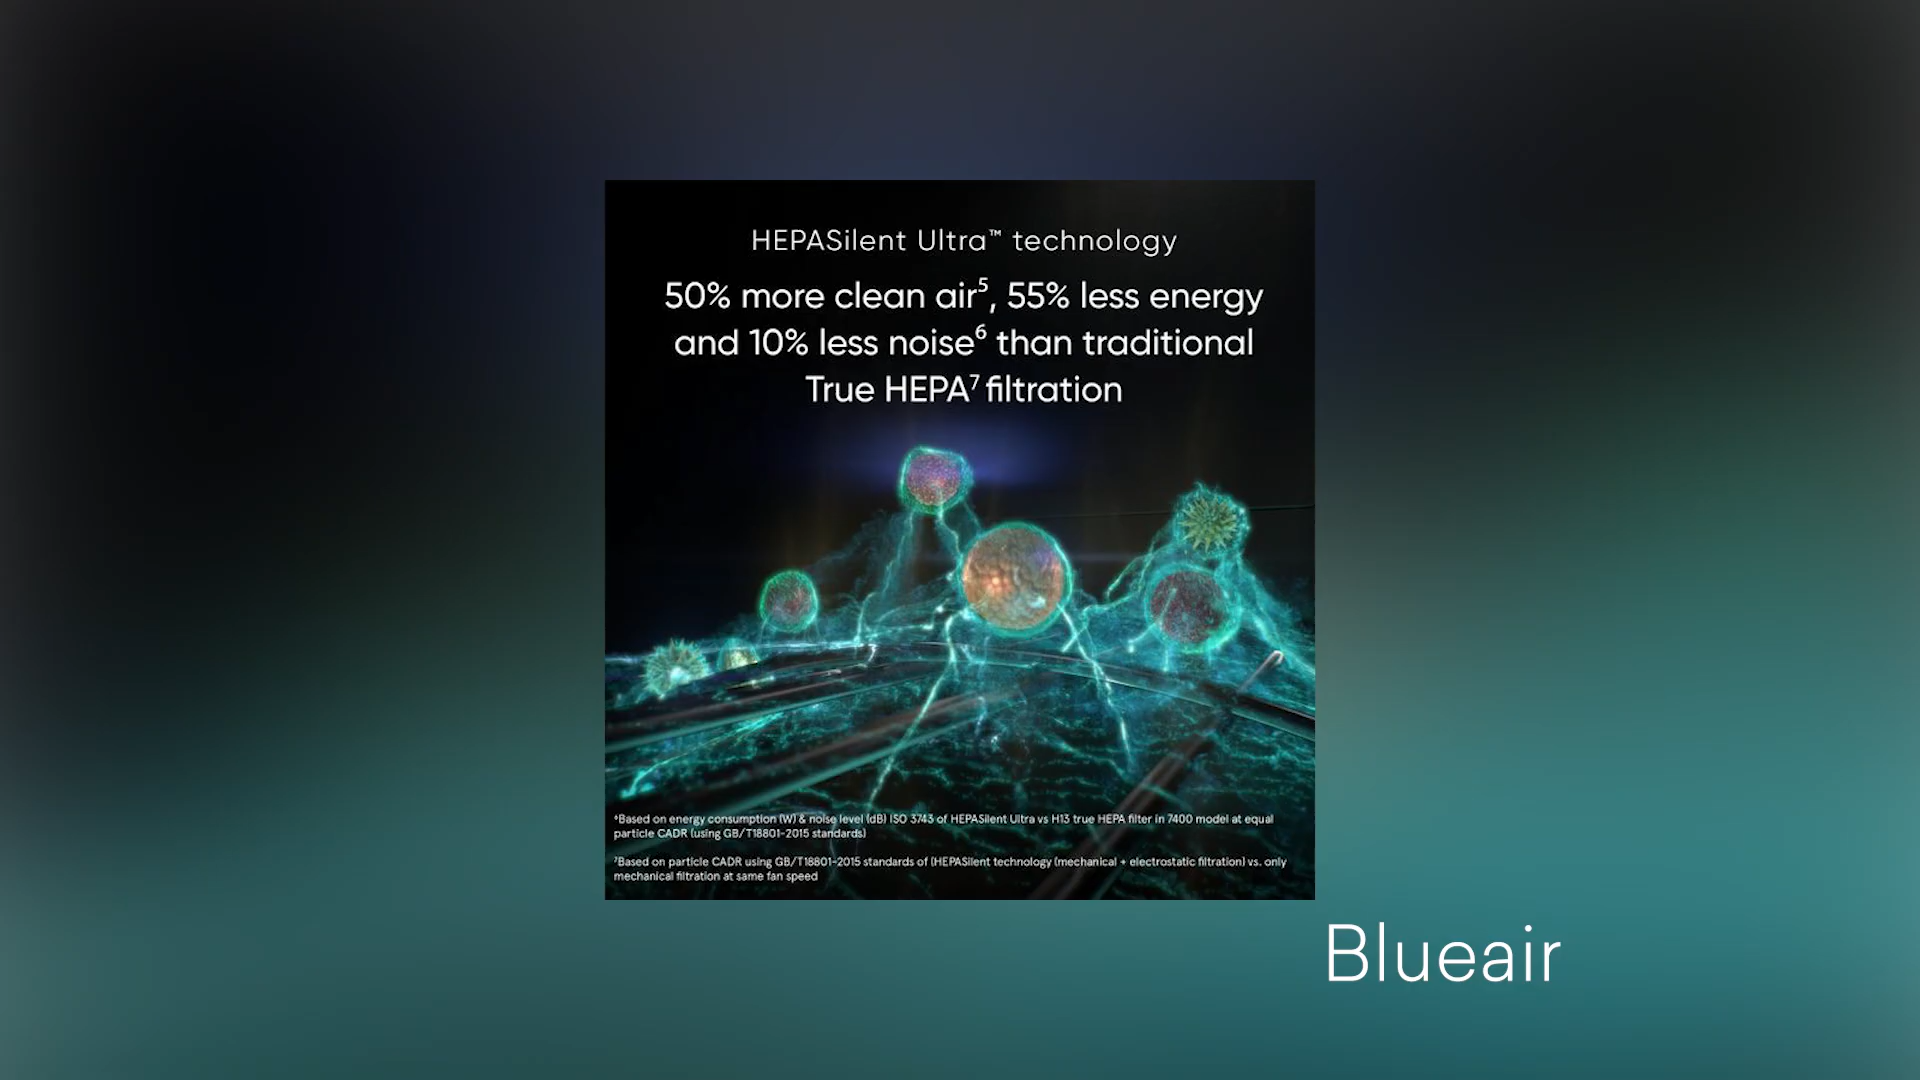 HEPASilent Ultra™ technology
50% more clean air⁵, 55% less energy
and 10% less noise⁶ than traditional
True HEPA⁷ filtration
⁶Based on energy consumption (W) & noise level (dB) ISO 3743 of HEPASilent Ultra vs H13 true HEPA filter in 7400 model at equal
particle CADR (using GB/T18801-2015 standards)
⁷Based on particle CADR using GB/T18801-2015 standards of (HEPASilent technology (mechanical + electrostatic filtration) vs. only
mechanical filtration at same fan speed
Blueair